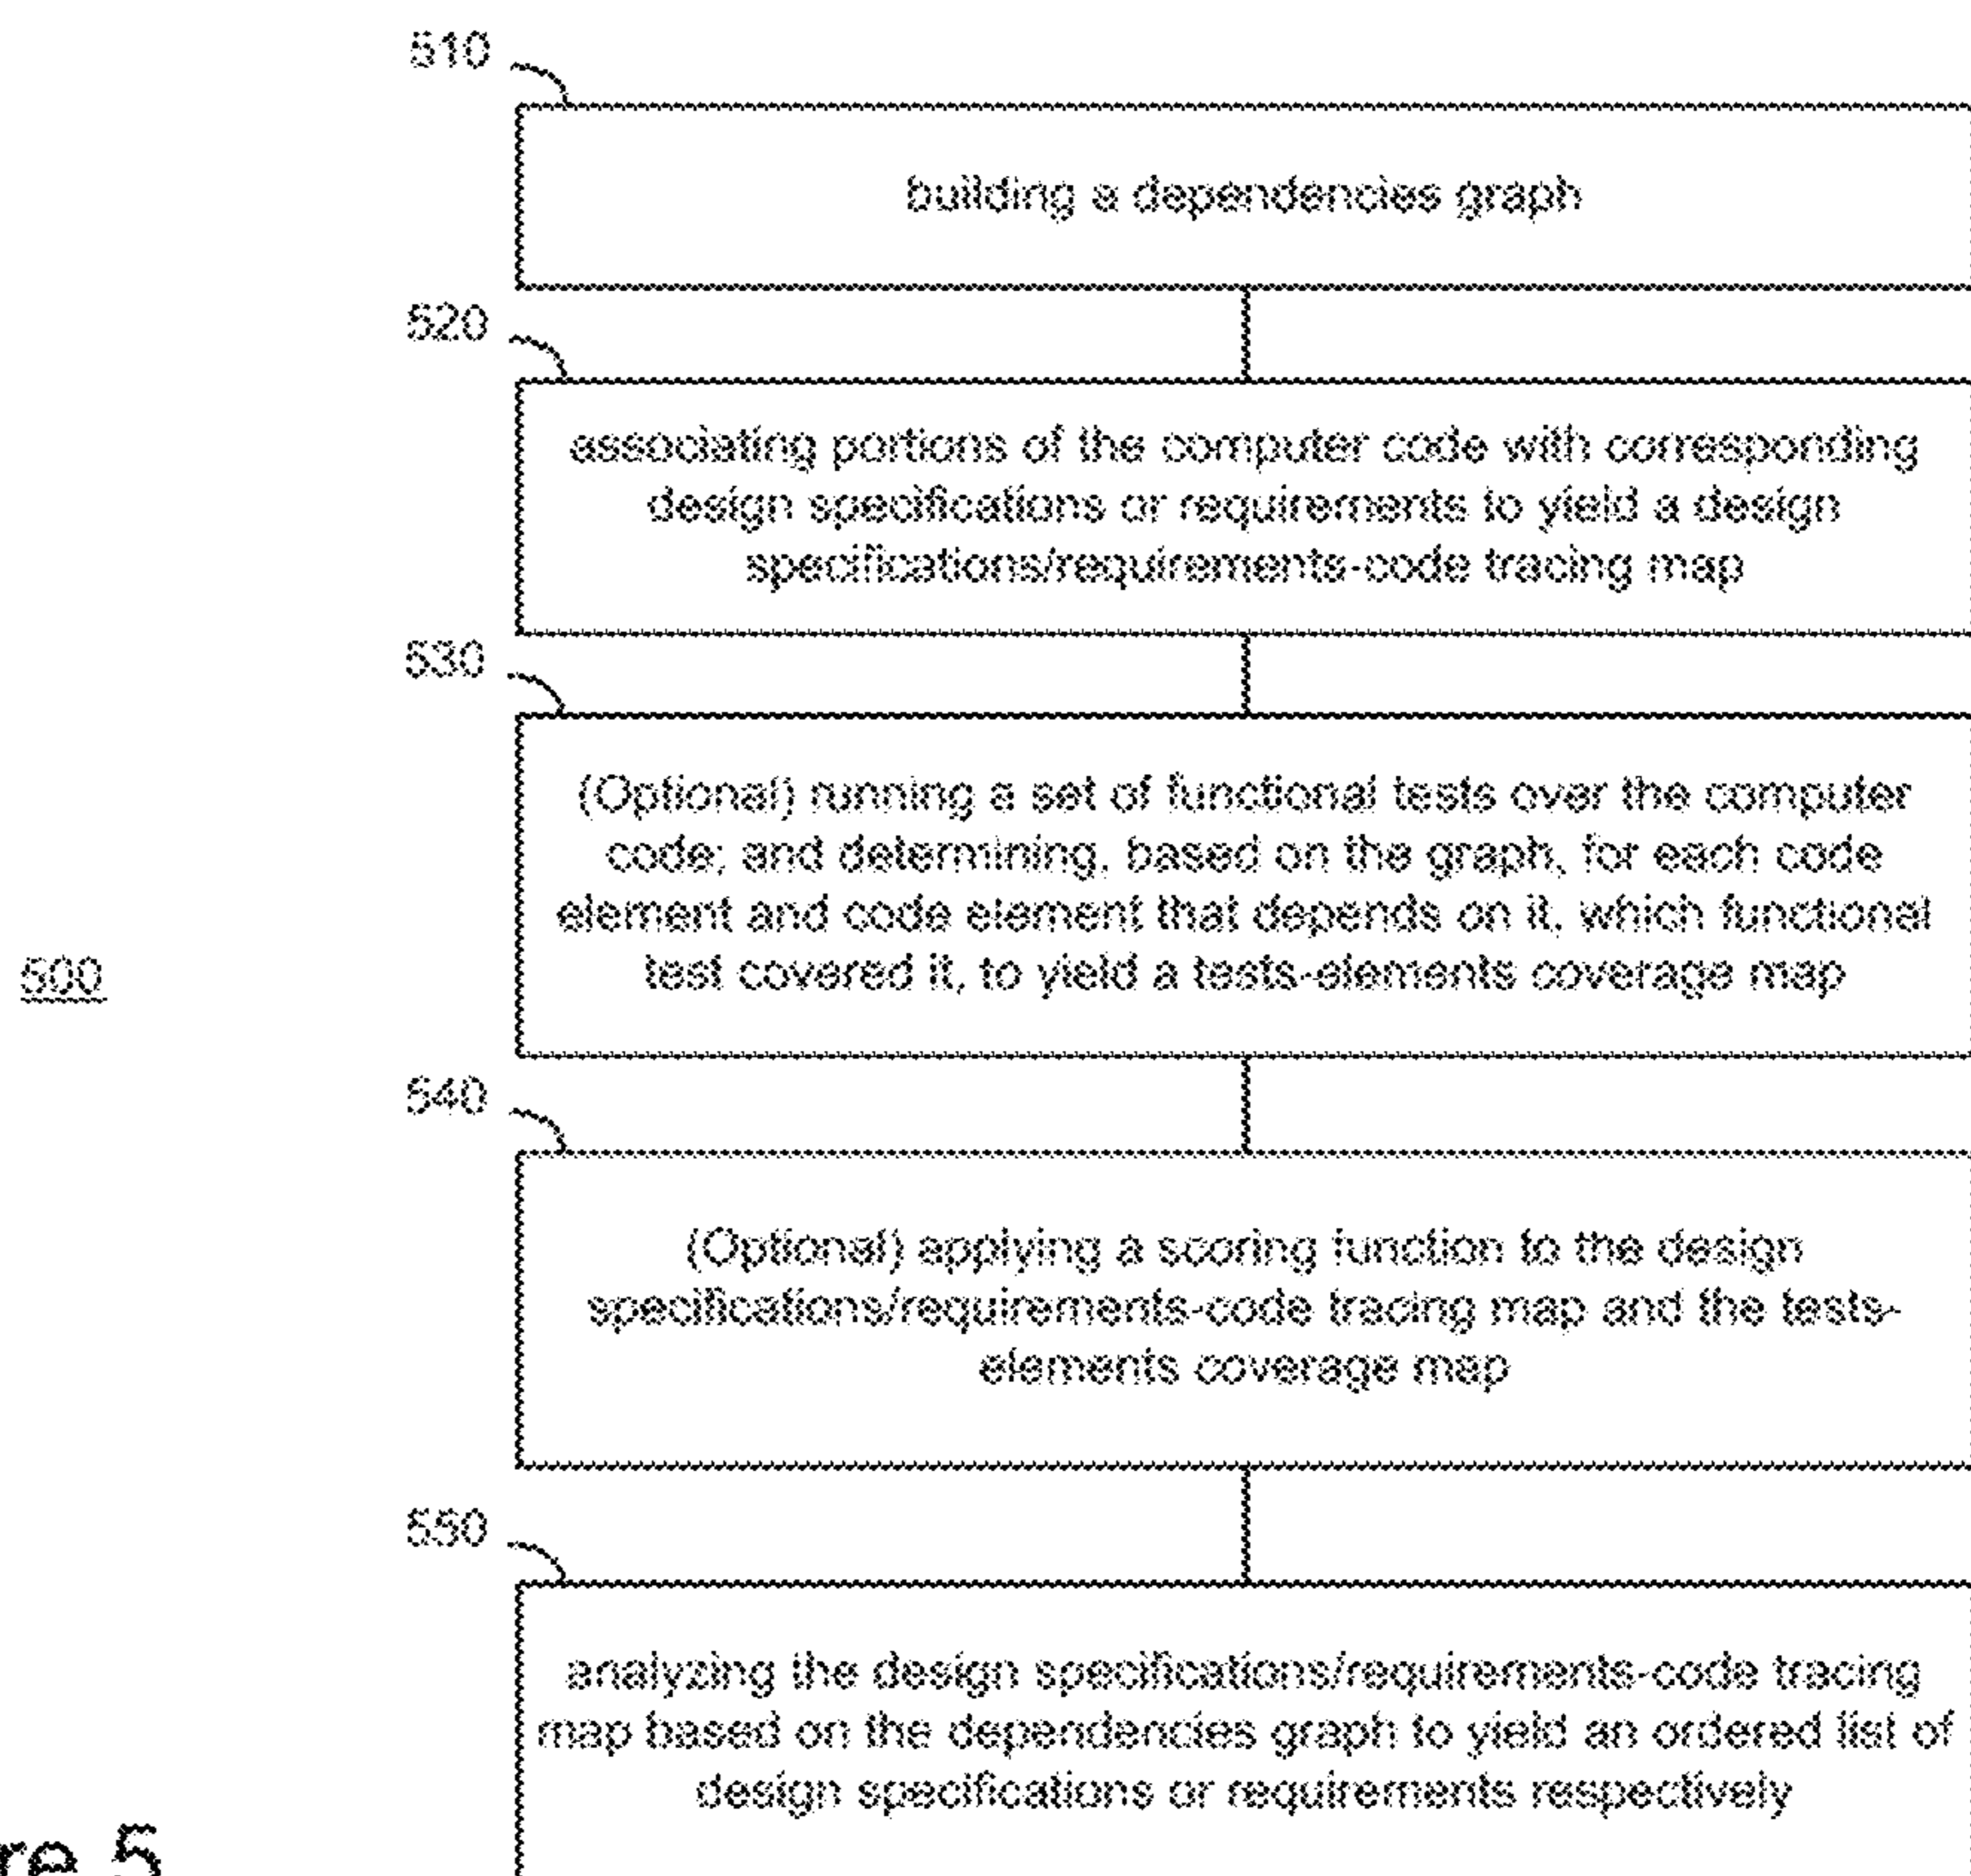 510
building a dependencies graph
520
associating portions of the computer code with corresponding
design specifications or requirements to yield a design
specifications/requirements-code tracing map
530
(Optional) running a set of functional tests over the computer
code; and determining, based on the graph, for each code
element and code element that depends on it, which functional
test covered it, to yield a tests-elements coverage map
500
540
(Optional) applying a scoring function to the design
specifications/requirements-code tracing map and the tests-
elements coverage map
550
analyzing the design specifications/requirements-code tracing
map based on the dependencies graph to yield an ordered list of
design specifications or requirements respectively
re 5